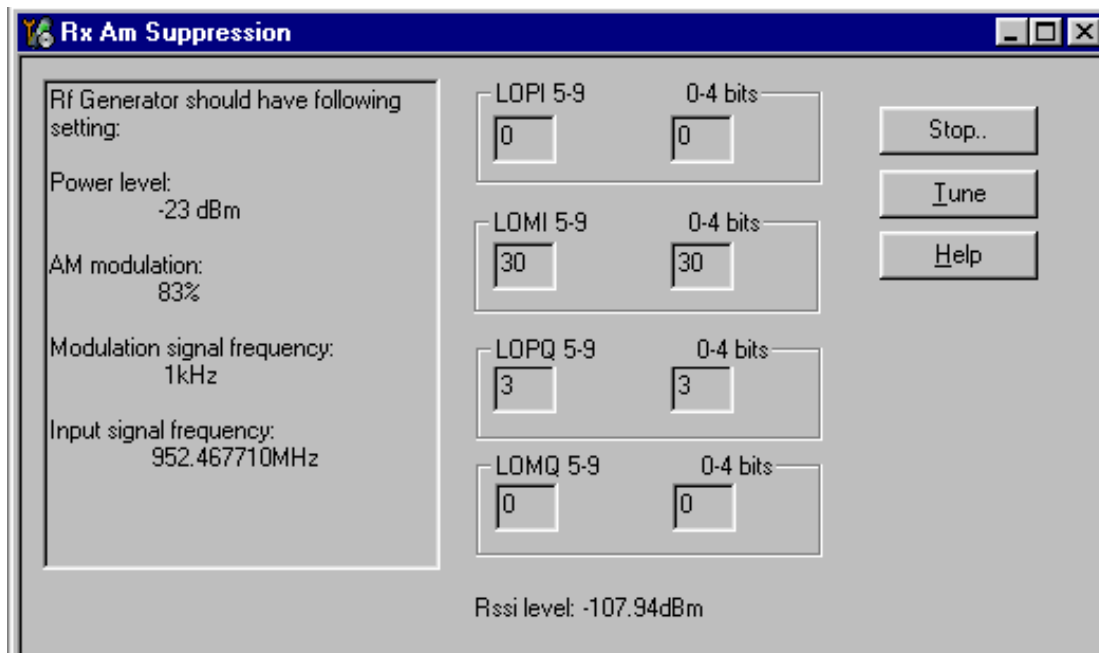 Rx Am Suppression
Rf Generator should have following
setting:
Power level:
-23 dBm
AM modulation:
83%
Modulation signal frequency:
1kHz
Input signal frequency:
952.467710MHz
LOPI 5-9 0-4 bits
0 0
LOMI 5-9 0-4 bits
30 30
LOPQ 5-9 0-4 bits
3 3
LOMQ 5-9 0-4 bits
0 0
Rssi level: -107.94dBm
Stop..
Tune
Help